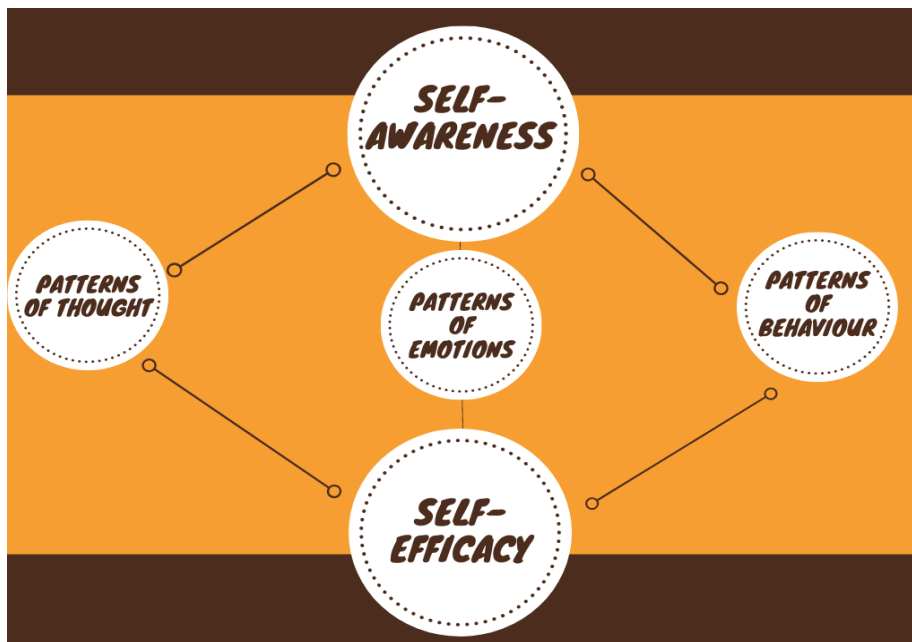 SELF-
AWARENESS
PATTERNS
OF THOUGHT
PATTERNS
OF
EMOTIONS
PATTERNS
OF
BEHAVIOUR
SELF-
EFFICACY